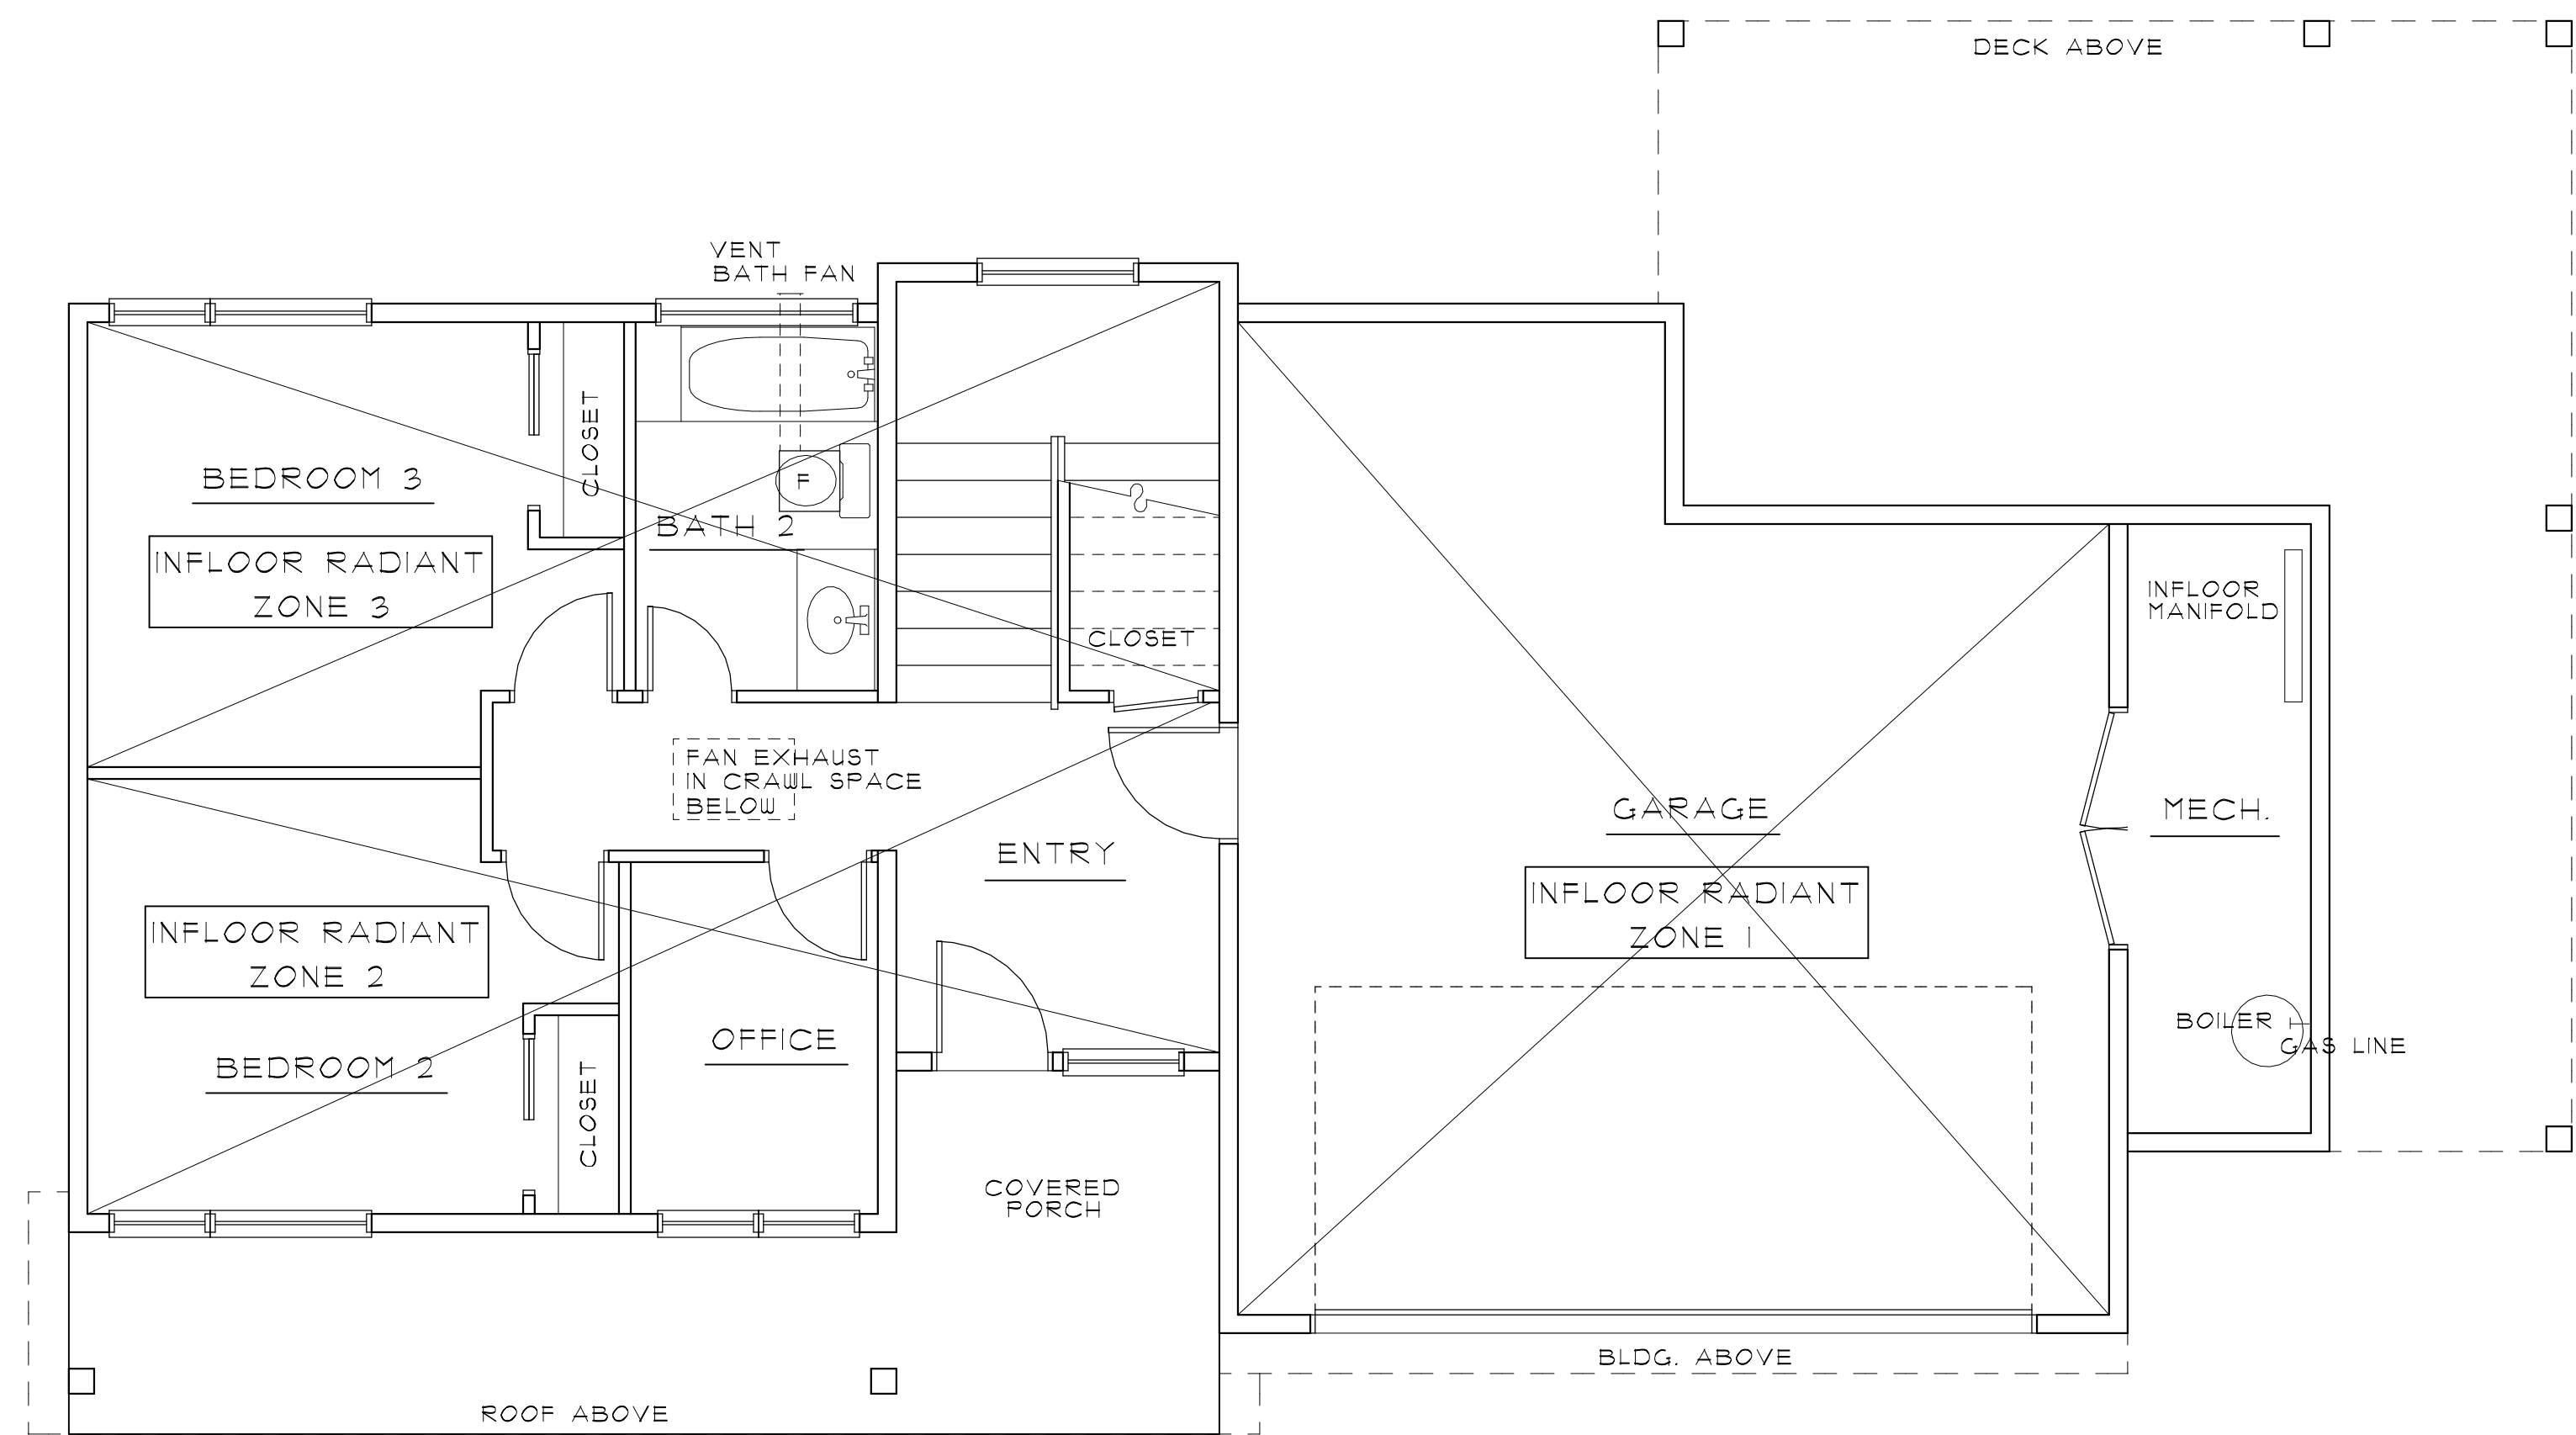 DECK ABOVE
VENT
BATH FAN
CLOSET
BEDROOM 3
F
BATH 2
INFLOOR RADIANT
ZONE 3
INFLOOR
MANIFOLD
CLOSET
FAN EXHAUST
IN CRAWL SPACE
BELOW
GARAGE
MECH.
ENTRY
INFLOOR RADIANT
ZONE 1
INFLOOR RADIANT
ZONE 2
BOILER
GAS LINE
OFFICE
BEDROOM 2
CLOSET
COVERED
PORCH
BLDG. ABOVE
ROOF ABOVE